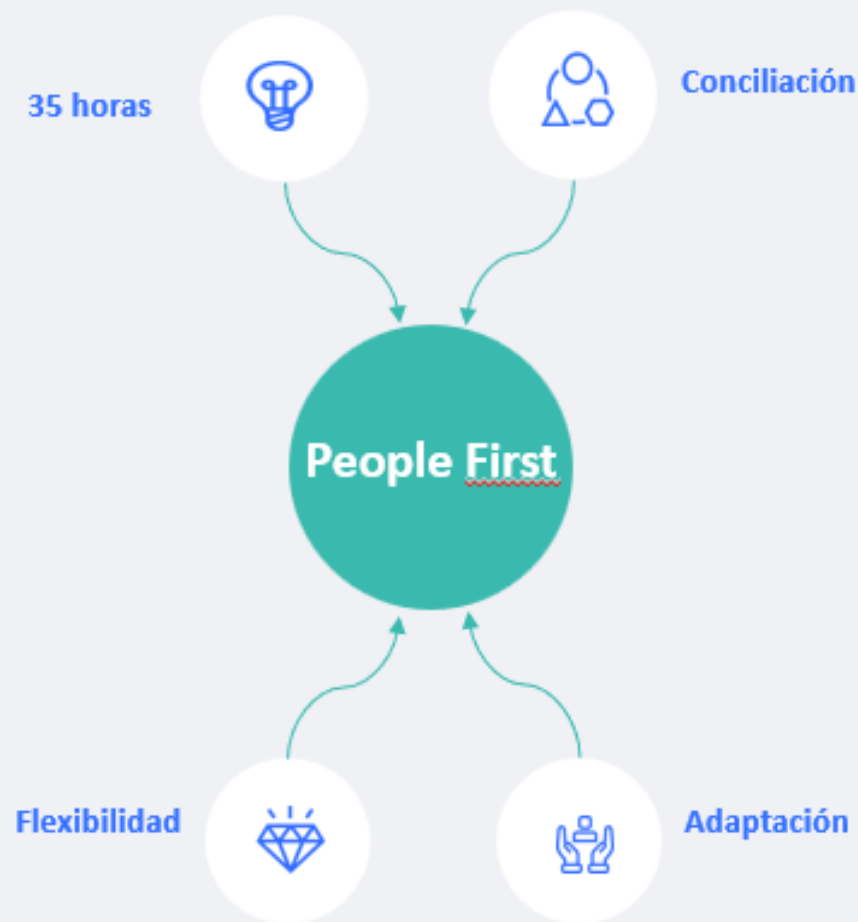 35 horas
Conciliación
People First
Flexibilidad
Adaptación